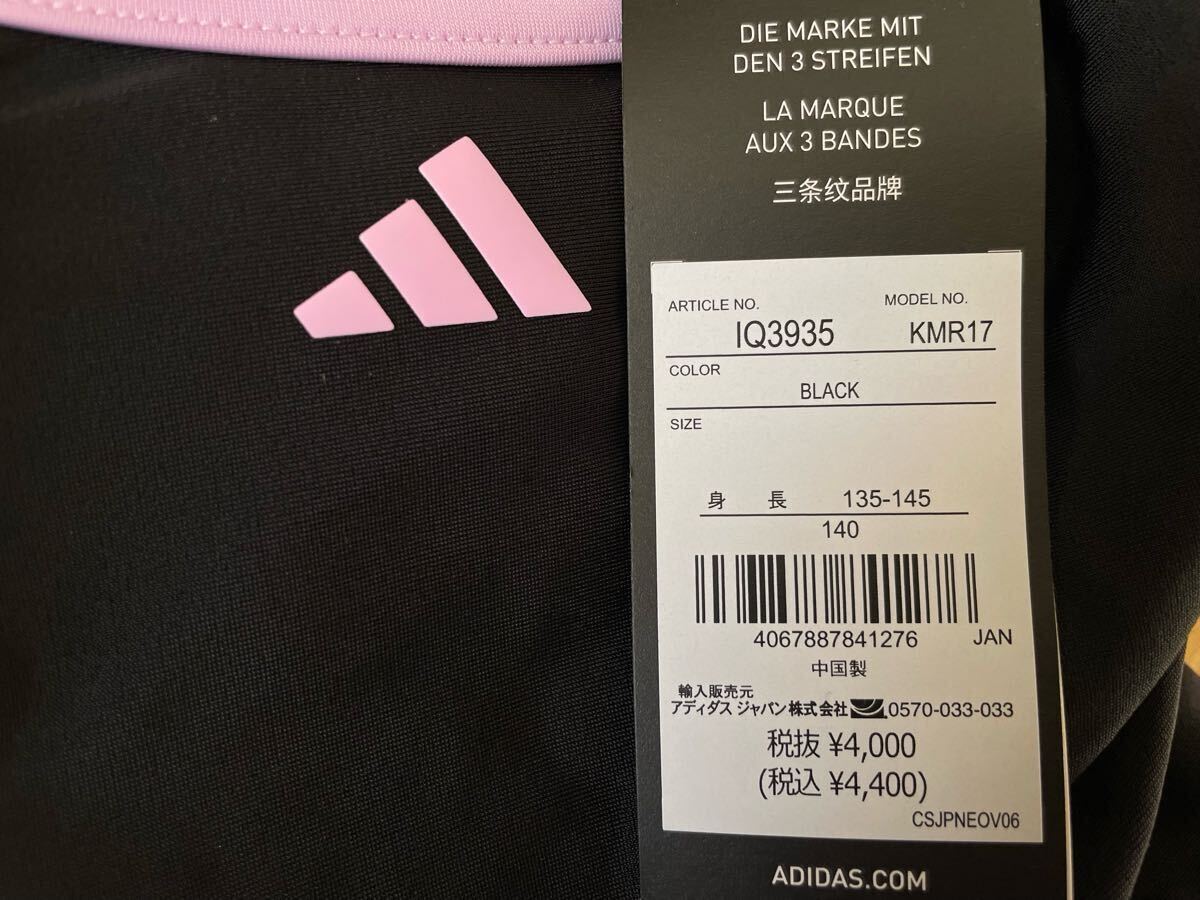 DIE MARKE MIT
DEN 3 STREIFEN
LA MARQUE
AUX 3 BANDES
三条纹品牌
ARTICLE NO. MODEL NO.
IQ3935 KMR17
COLOR
BLACK
SIZE
身 長 135-145
140
4067887841276 JAN
中国製
輸入販売元
アディダス ジャパン株式会社 0570-033-033
税抜 ¥4,000
(税込 ¥4,400)
CSJPNEOV06
ADIDAS.COM